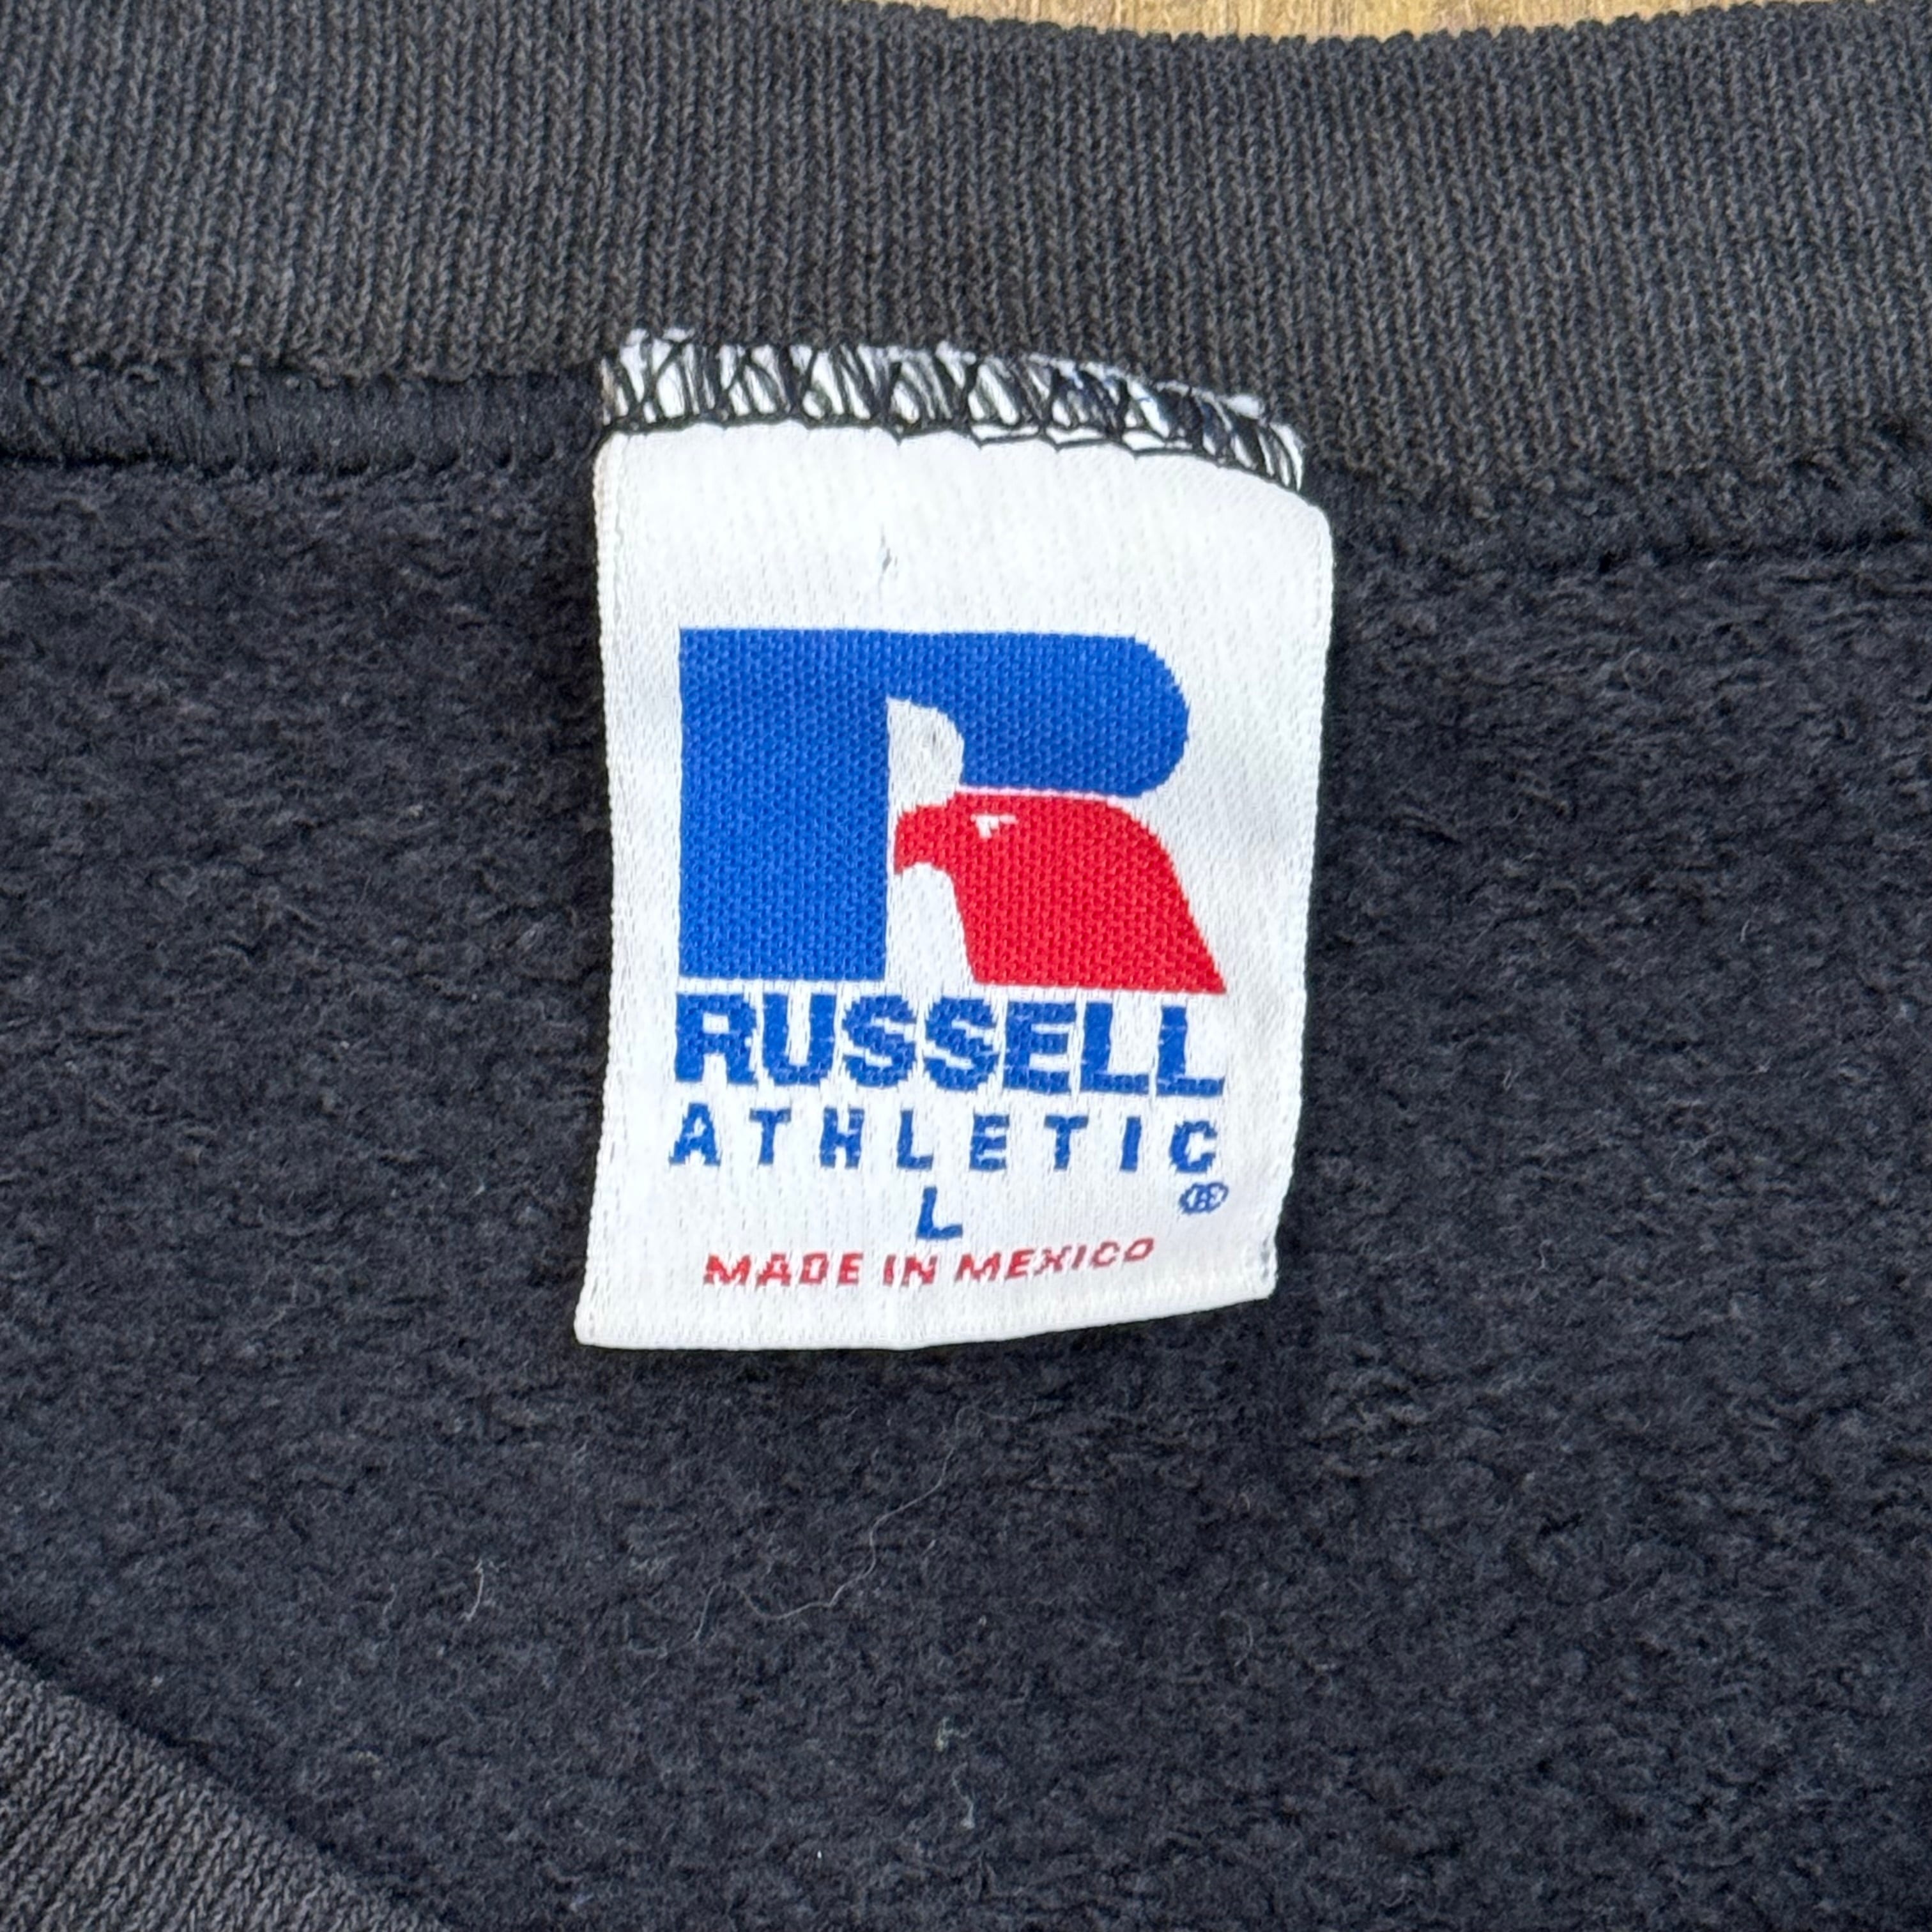 R
RUSSELL
ATHLETIC
®
L
MADE IN MEXICO